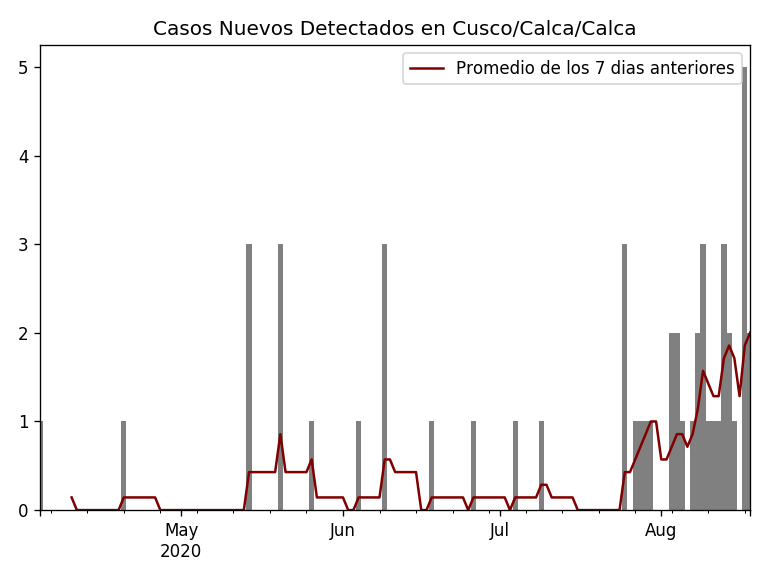 Casos Nuevos Detectados en Cusco/Calca/Calca
Promedio de los 7 dias anteriores
5
4
3
2
1
0
May Jun Jul Aug
2020